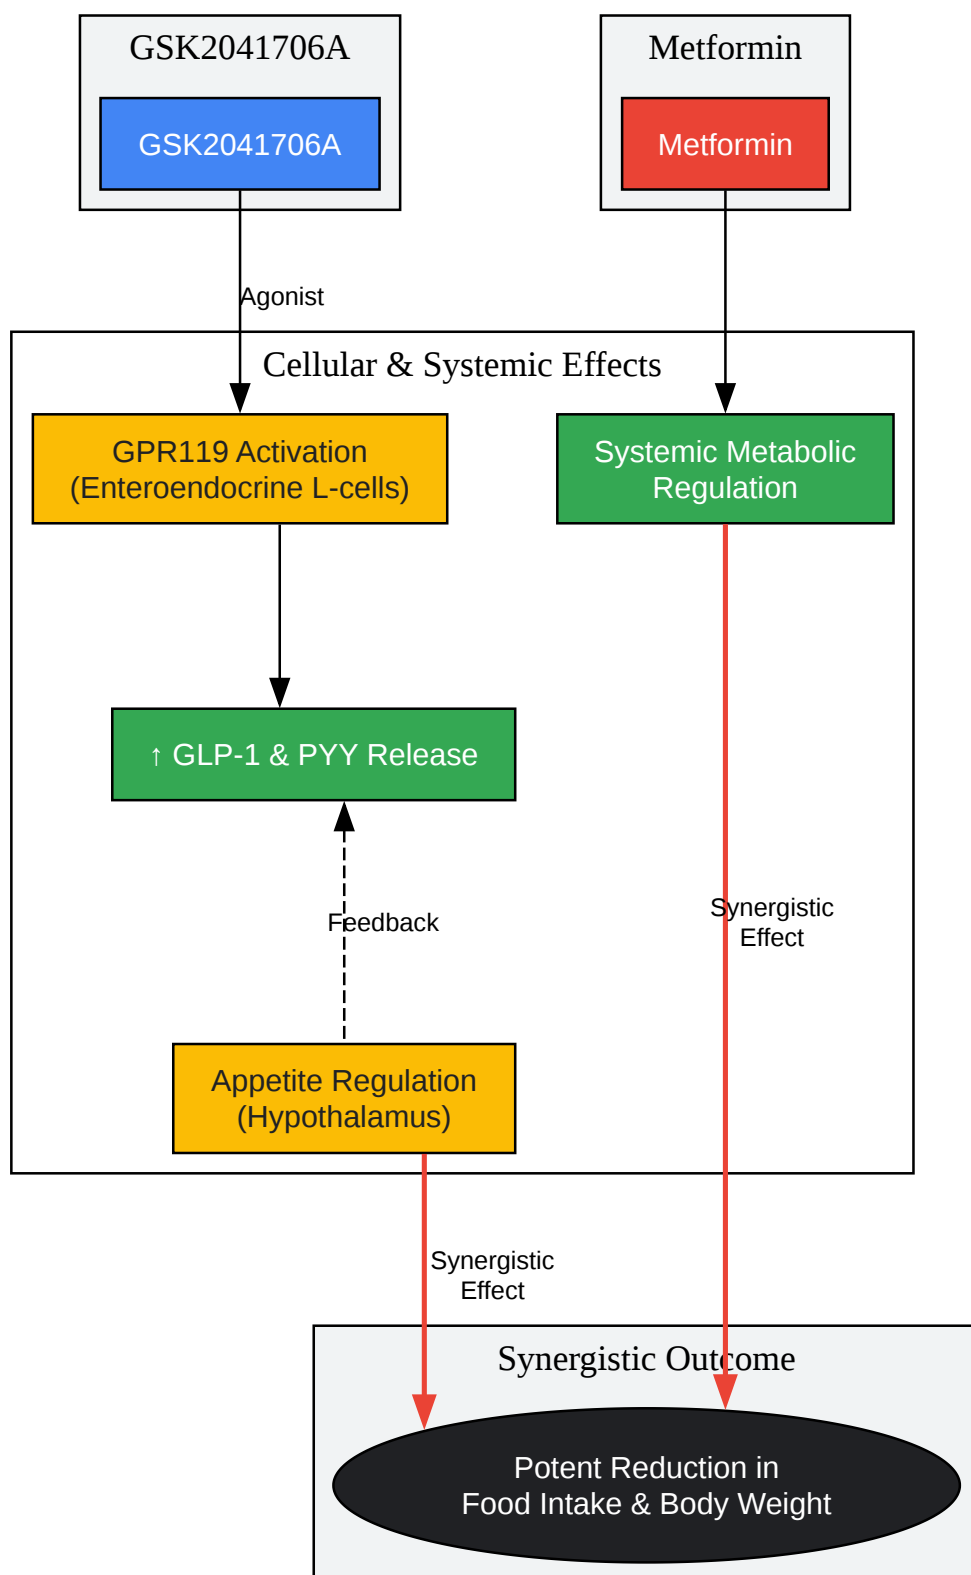 GSK2041706A
Metformin
GSK2041706A
Metformin
Agonist
Cellular & Systemic Effects
GPR119 Activation
(Enteroendocrine L-cells)
Systemic Metabolic
Regulation
↑ GLP-1 & PYY Release
Feedback
Synergistic
Effect
Appetite Regulation
(Hypothalamus)
Synergistic
Effect
Synergistic Outcome
Potent Reduction in
Food Intake & Body Weight